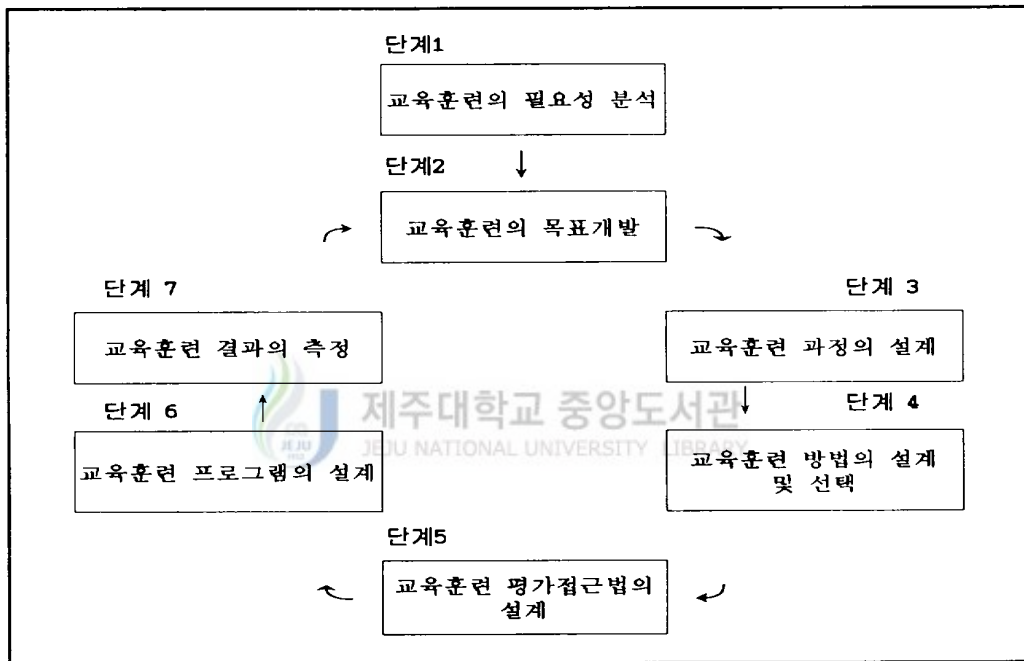 단계1
교육훈련의 필요성 분석
↓
단계2
교육훈련의 목표개발
단계 7
단계 3
교육훈련 결과의 측정
교육훈련 과정의 설계
단계 6
↑
제주대학교 중앙도서관
JEJU NATIONAL UNIVERSITY LIBRARY
↓
단계 4
교육훈련 프로그램의 설계
교육훈련 방법의 설계
및 선택
단계5
교육훈련 평가접근법의
설계
JEJU
1952